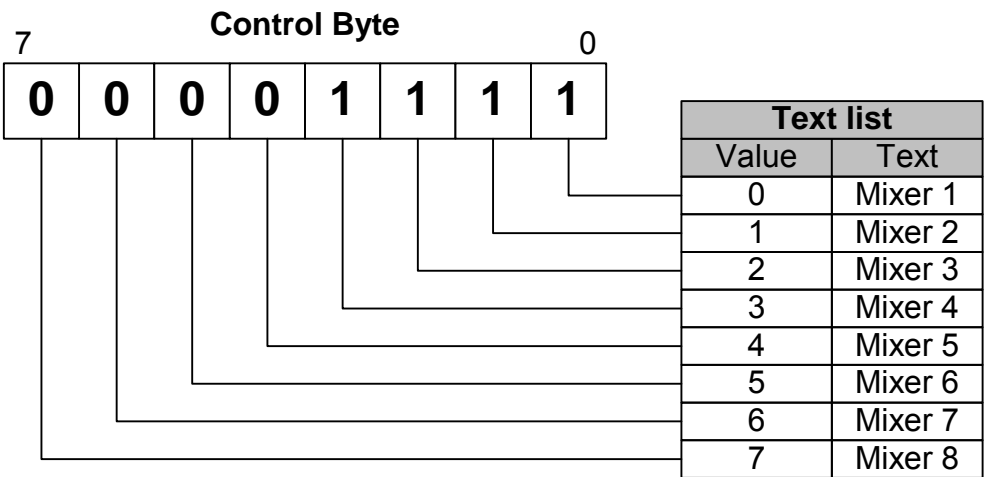 Control Byte
7 0
0 0 0 0 1 1 1 1
Text list
Value Text
0 Mixer 1
1 Mixer 2
2 Mixer 3
3 Mixer 4
4 Mixer 5
5 Mixer 6
6 Mixer 7
7 Mixer 8